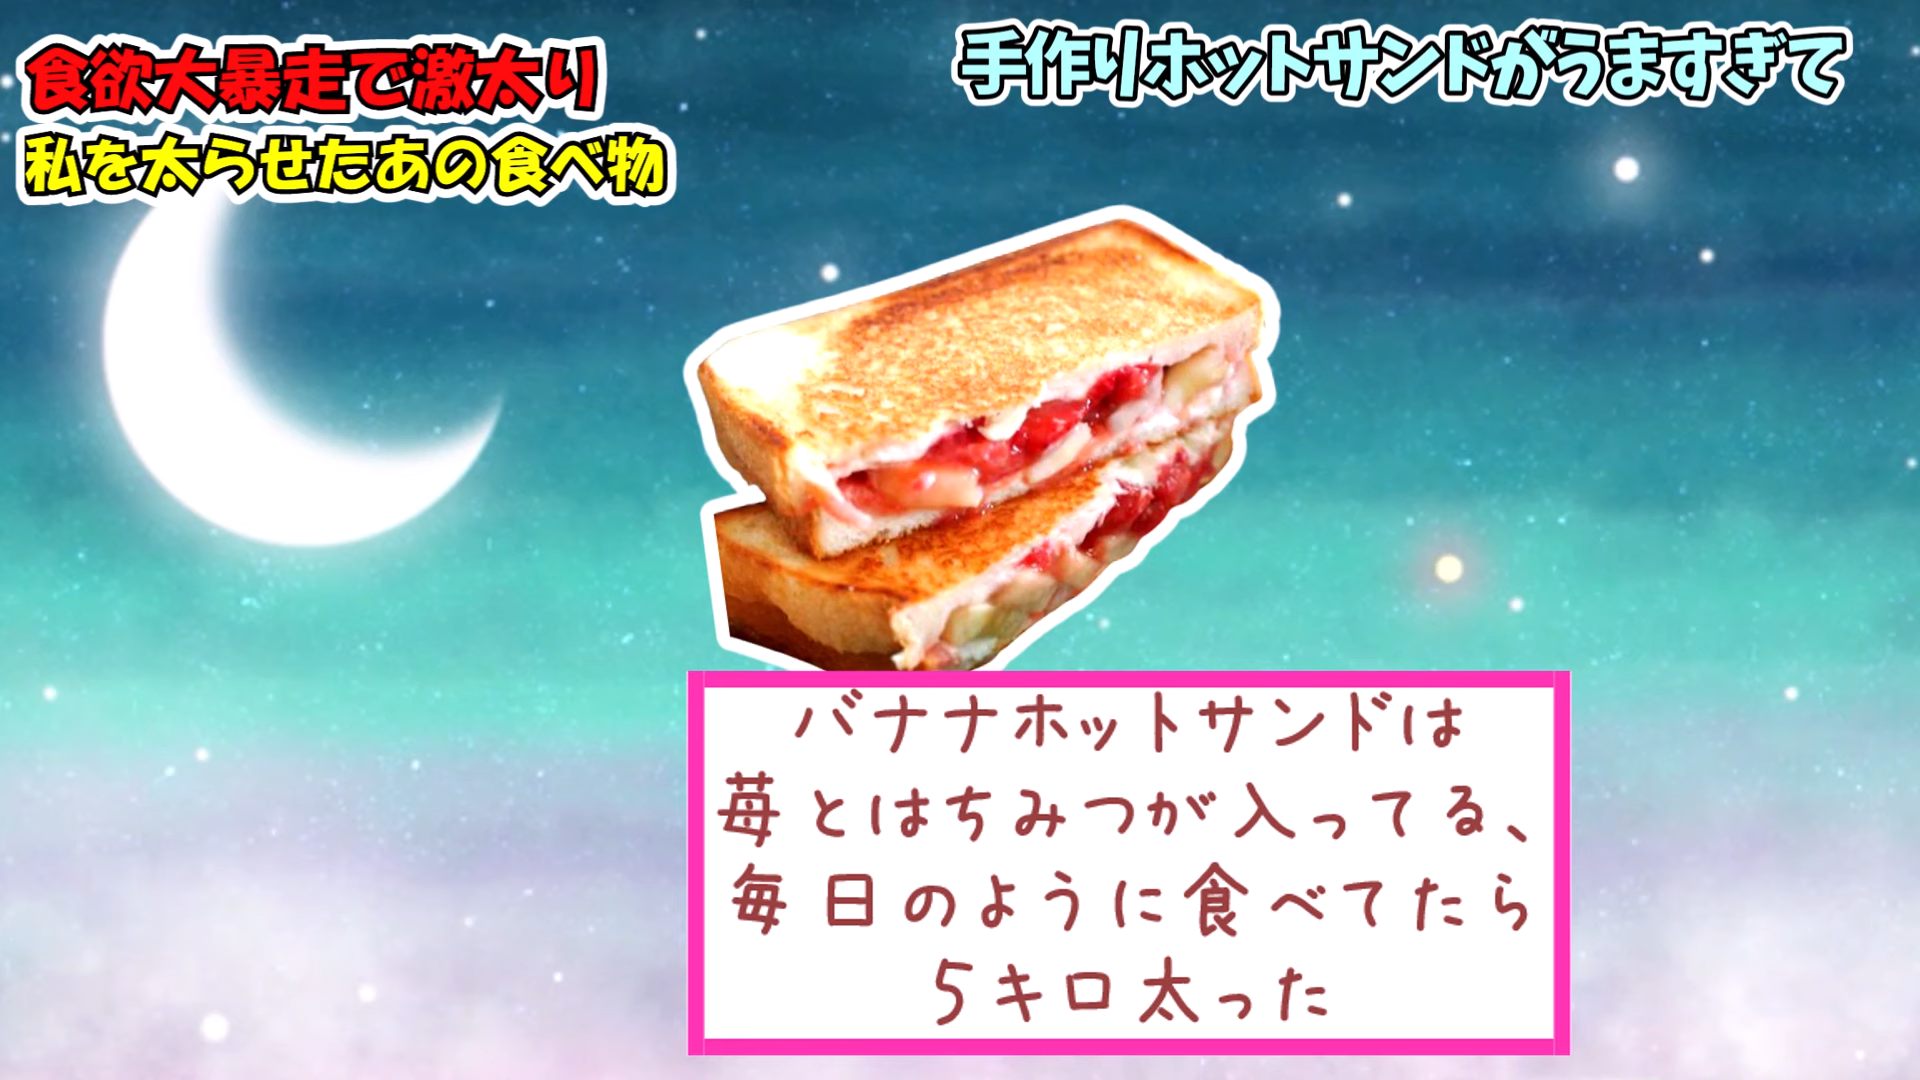 食欲大暴走で激太り
私を太らせたあの食べ物
手作りホットサンドがうますぎて
バナナホットサンドは
苺とはちみつが入ってる、
毎日のように食べてたら
5キロ太った